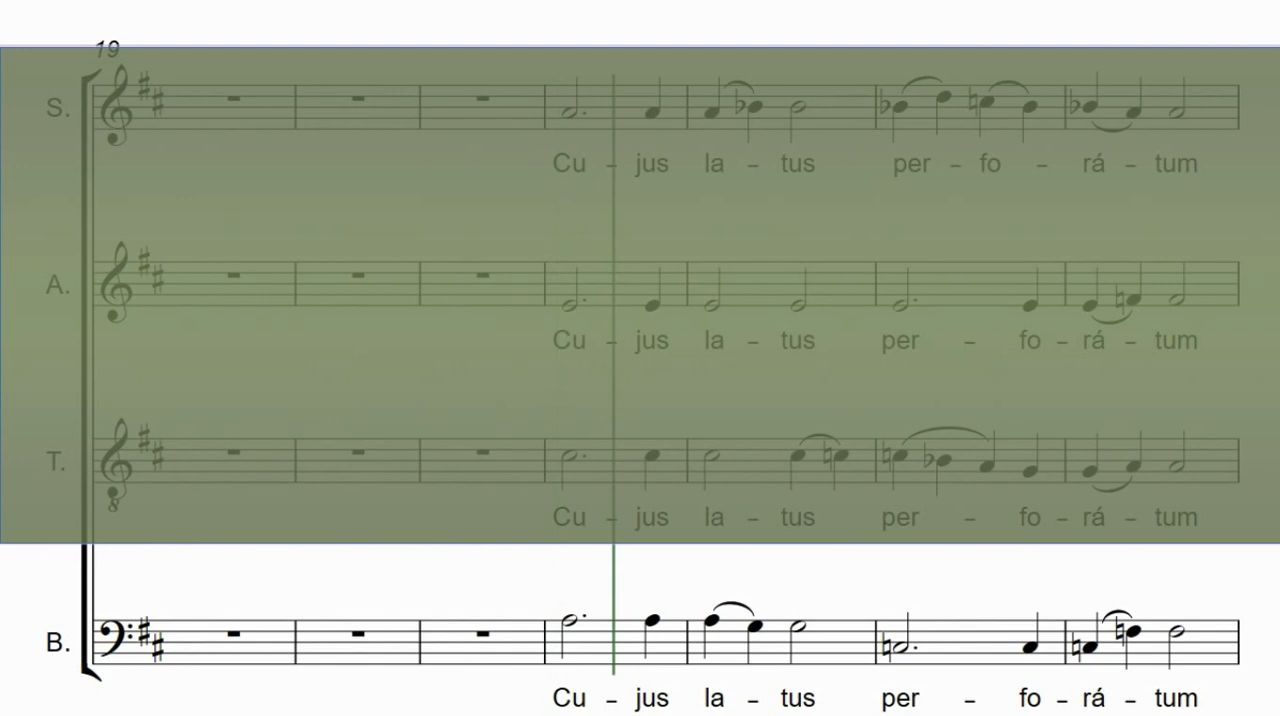 19
S.
Cu - jus la - tus per - fo - rá - tum
A.
Cu - jus la - tus per - fo - rá - tum
T.
8
Cu - jus la - tus per - fo - rá - tum
B.
Cu - jus la - tus per - fo - rá - tum